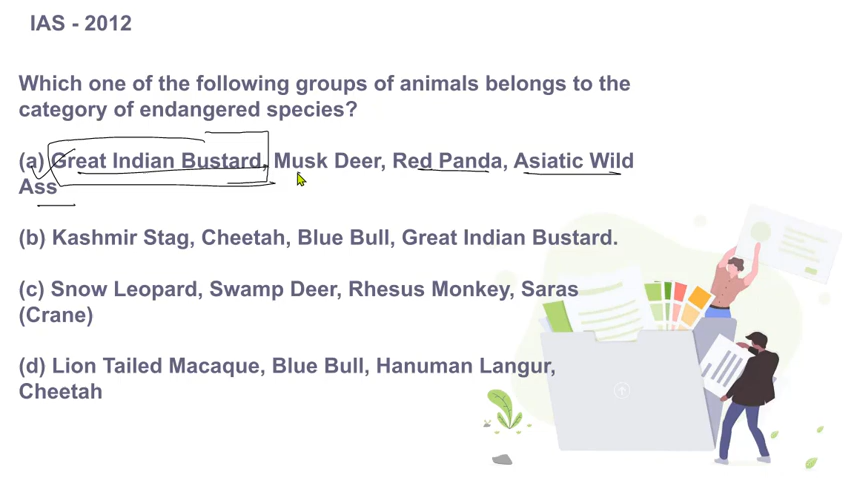 IAS - 2012
Which one of the following groups of animals belongs to the
category of endangered species?
(a) Great Indian Bustard, Musk Deer, Red Panda, Asiatic Wild
Ass
(b) Kashmir Stag, Cheetah, Blue Bull, Great Indian Bustard.
(c) Snow Leopard, Swamp Deer, Rhesus Monkey, Saras
(Crane)
(d) Lion Tailed Macaque, Blue Bull, Hanuman Langur,
Cheetah